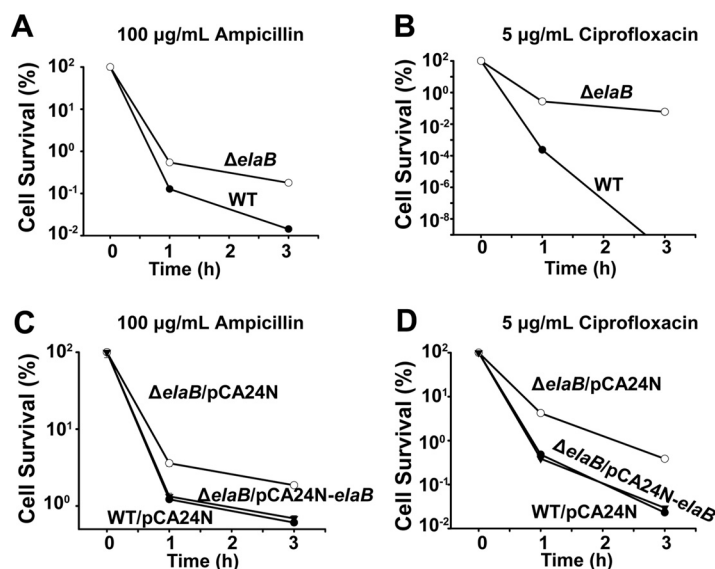 A
100 µg/mL Ampicillin
Cell Survival (%)
10²
10¹
10⁰
10⁻¹
10⁻²
ΔelaB
WT
0 1 2 3
Time (h)
B
5 µg/mL Ciprofloxacin
Cell Survival (%)
10²
10⁰
10⁻²
10⁻⁴
10⁻⁶
10⁻⁸
ΔelaB
WT
0 1 2 3
Time (h)
C
100 µg/mL Ampicillin
Cell Survival (%)
10²
10¹
10⁰
ΔelaB/pCA24N
ΔelaB/pCA24N-elaB
WT/pCA24N
0 1 2 3
Time (h)
D
5 µg/mL Ciprofloxacin
Cell Survival (%)
10²
10¹
10⁰
10⁻¹
10⁻²
ΔelaB/pCA24N
ΔelaB/pCA24N-elaB
WT/pCA24N
0 1 2 3
Time (h)